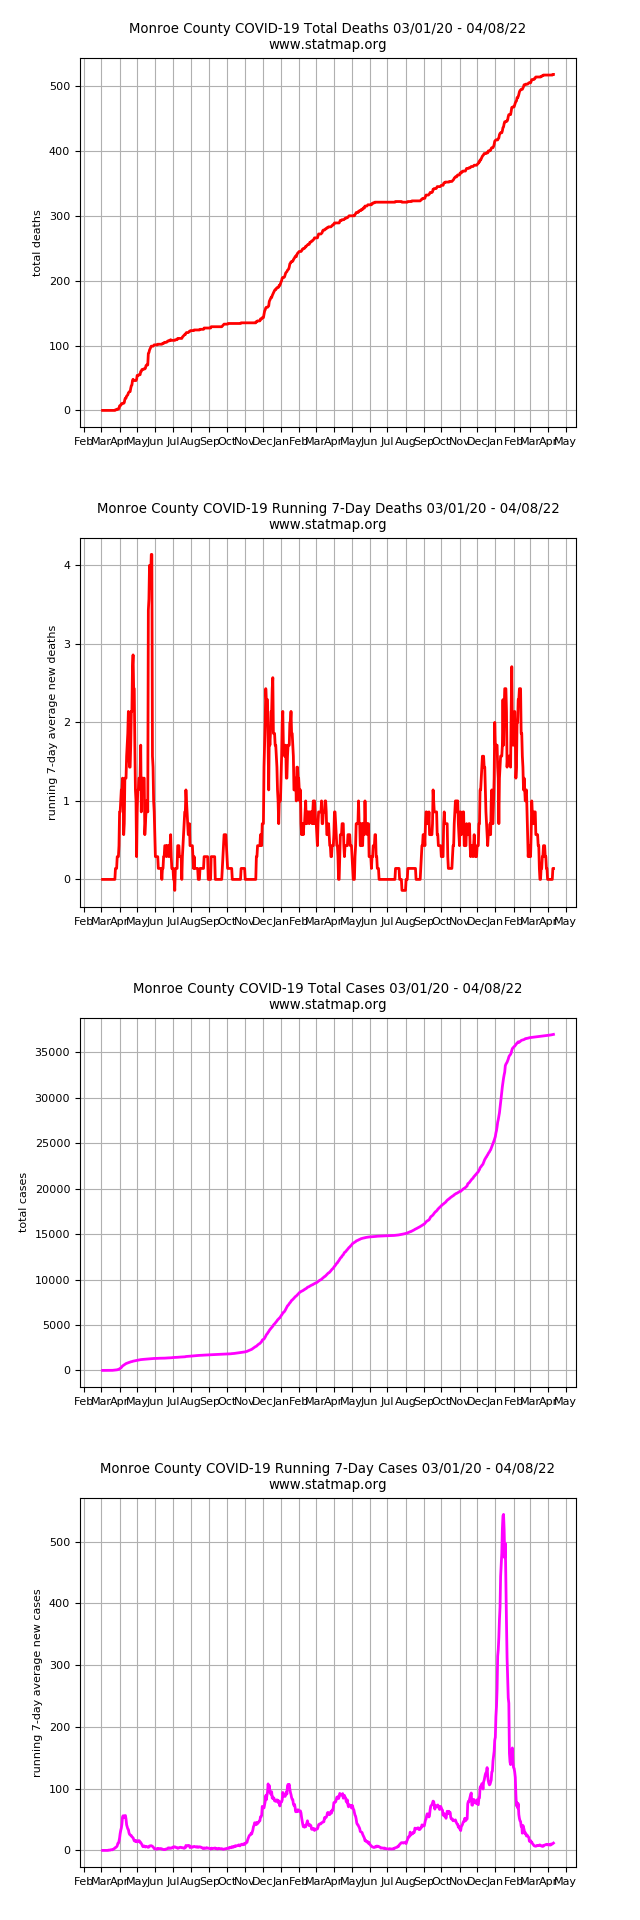 Monroe County COVID-19 Total Deaths 03/01/20 - 04/08/22
www.statmap.org
500
400
300
200
100
0
total deaths
Feb Mar Apr May Jun Jul Aug Sep Oct Nov Dec Jan Feb Mar Apr May Jun Jul Aug Sep Oct Nov Dec Jan Feb Mar Apr May
Monroe County COVID-19 Running 7-Day Deaths 03/01/20 - 04/08/22
www.statmap.org
4
3
2
1
0
running 7-day average new deaths
Feb Mar Apr May Jun Jul Aug Sep Oct Nov Dec Jan Feb Mar Apr May Jun Jul Aug Sep Oct Nov Dec Jan Feb Mar Apr May
Monroe County COVID-19 Total Cases 03/01/20 - 04/08/22
www.statmap.org
35000
30000
25000
20000
15000
10000
5000
0
total cases
Feb Mar Apr May Jun Jul Aug Sep Oct Nov Dec Jan Feb Mar Apr May Jun Jul Aug Sep Oct Nov Dec Jan Feb Mar Apr May
Monroe County COVID-19 Running 7-Day Cases 03/01/20 - 04/08/22
www.statmap.org
500
400
300
200
100
0
running 7-day average new cases
Feb Mar Apr May Jun Jul Aug Sep Oct Nov Dec Jan Feb Mar Apr May Jun Jul Aug Sep Oct Nov Dec Jan Feb Mar Apr May